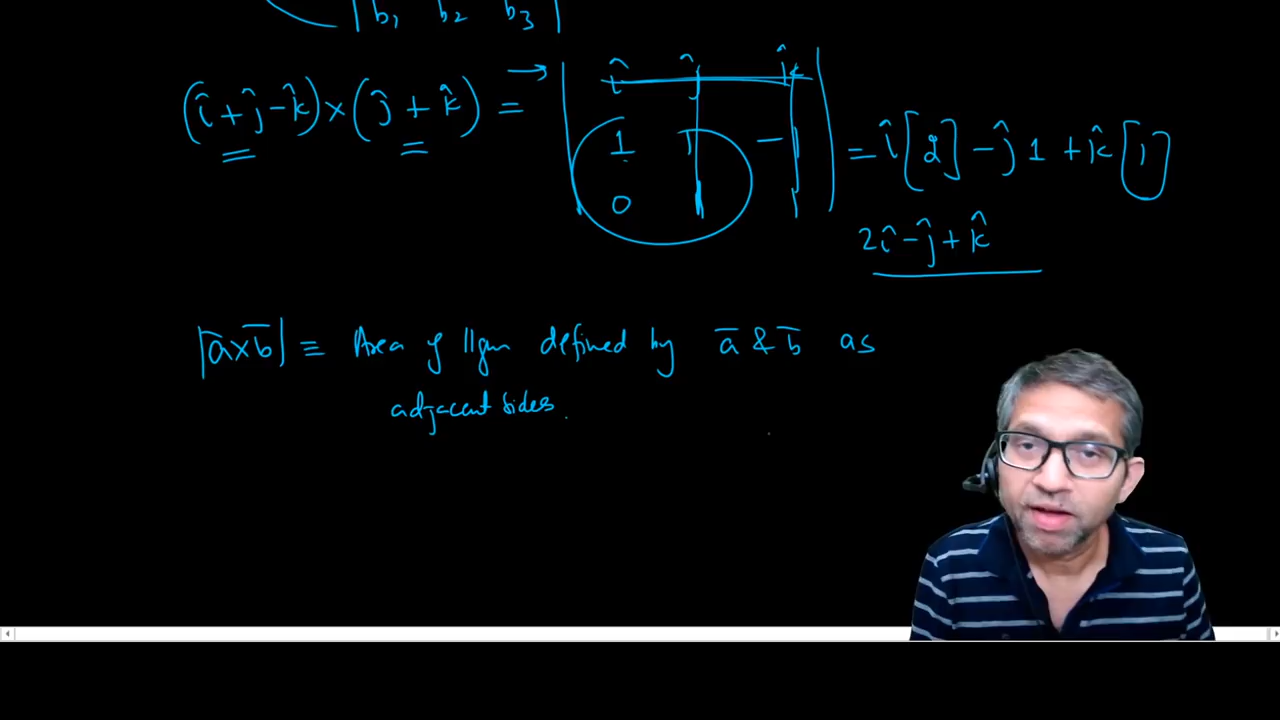 | b₁ b₂ b₃ |
(î + ĵ - k̂) × (ĵ + k̂) = → | î ĵ k̂ | = î [2] - ĵ 1 + k̂ [1]
1 1 -1
0 1 1
2î - ĵ + k̂
|a̅ × b̅| ≡ Area of ||gm defined by a̅ & b̅ as
adjacent sides.